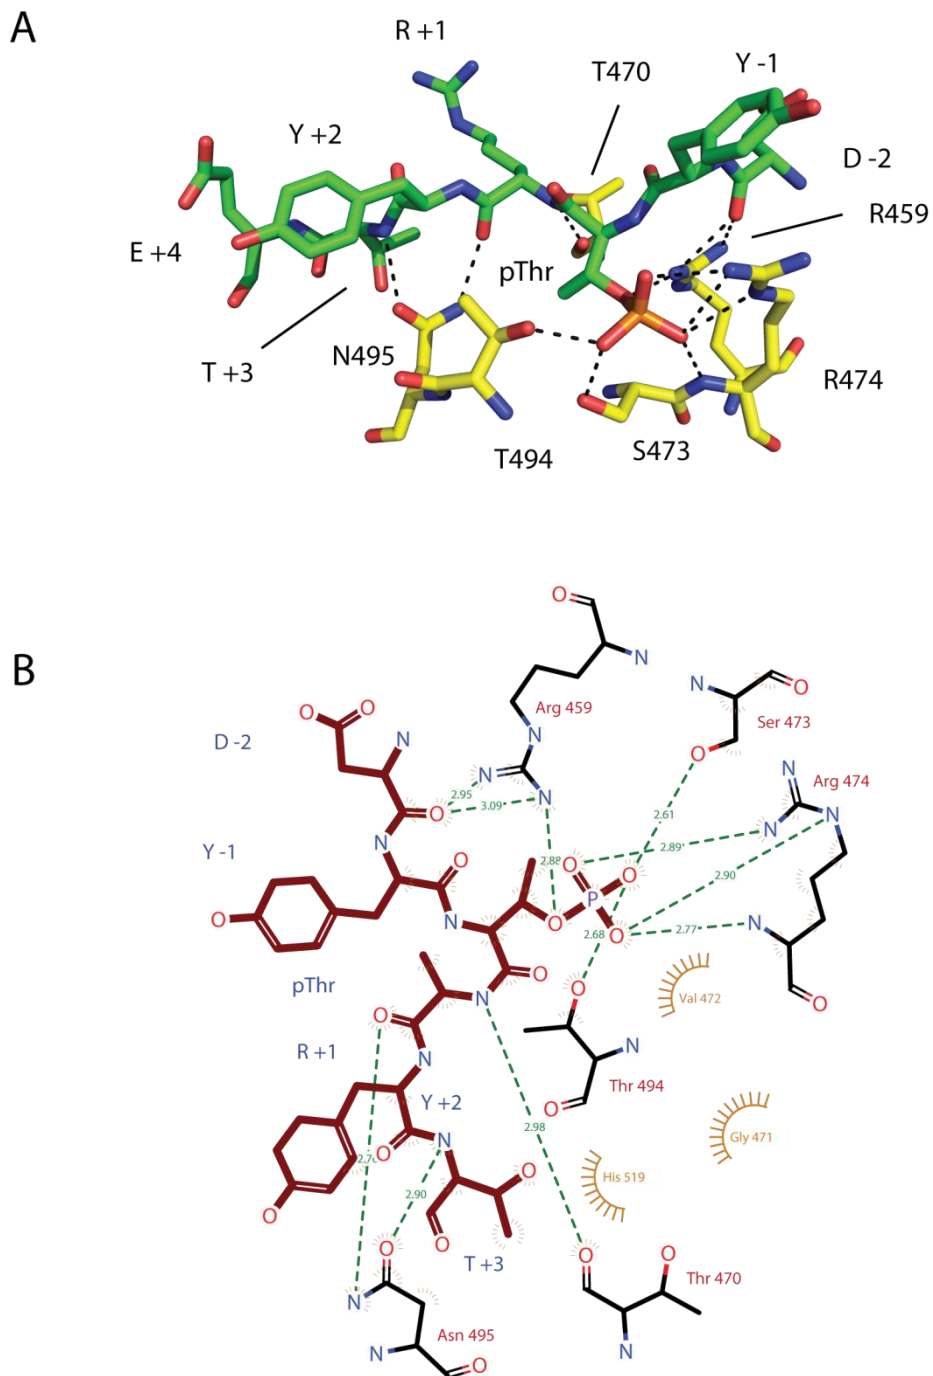 A
R +1
T470
Y -1
Y +2
D -2
R459
E +4
pThr
T +3
N495
R474
T494
S473
B
O
N
Arg 459
N
O
Ser 473
O
O
N
D -2
N
O
N
Arg 474
N
2.95
N
3.09
O
2.61
N
N
N
Y -1
O
2.88
O
2.89
O
P
2.90
O
N
O
O
2.68
2.77
N
pThr
O
O
N
Val 472
O
O
R +1
N
N
Thr 494
Y +2
O
N
2.98
Gly 471
O
2.90
O
His 519
O
O
O
T +3
O
O
N
Thr 470
Asn 495
N
O
N